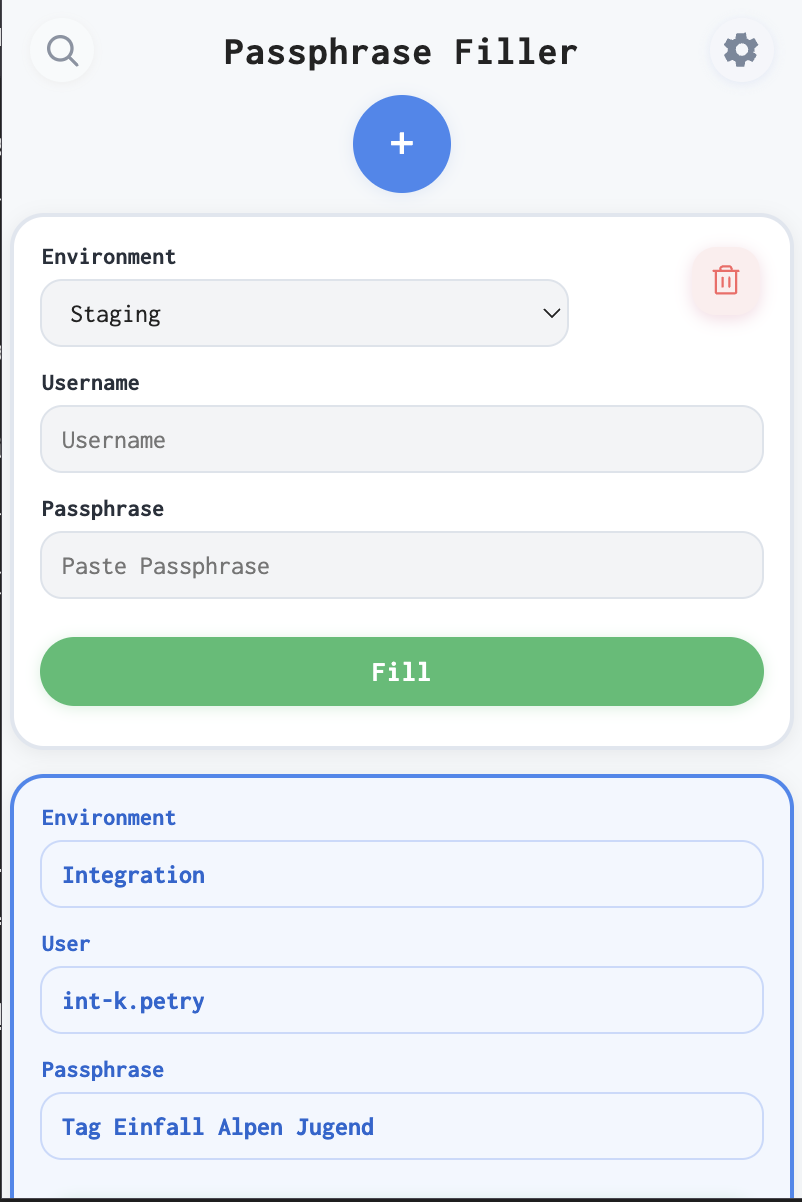 Passphrase Filler
+
Environment
Staging
Username
Username
Passphrase
Paste Passphrase
Fill
Environment
Integration
User
int-k.petry
Passphrase
Tag Einfall Alpen Jugend